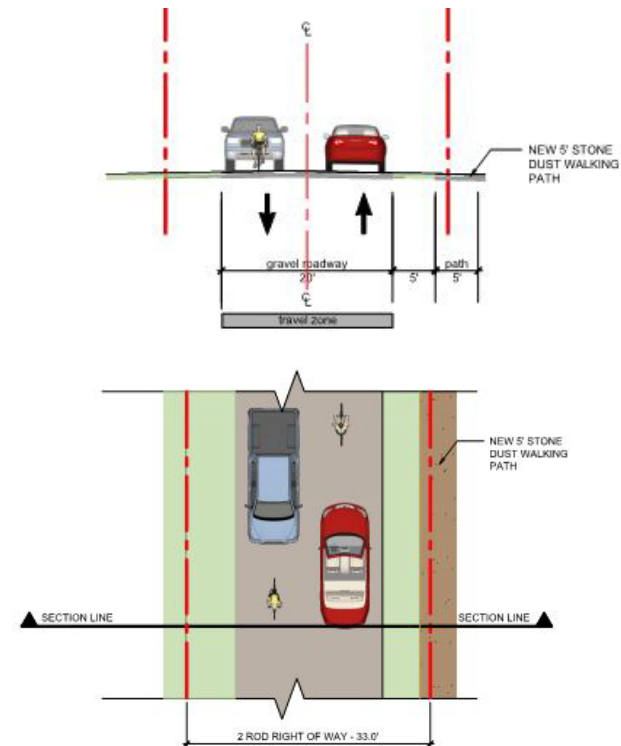 ℄
NEW 5' STONE
DUST WALKING
PATH
gravel roadway
path
20'
5'
5'
℄
travel zone
NEW 5' STONE
DUST WALKING
PATH
SECTION LINE
SECTION LINE
2 ROD RIGHT OF WAY - 33.0'